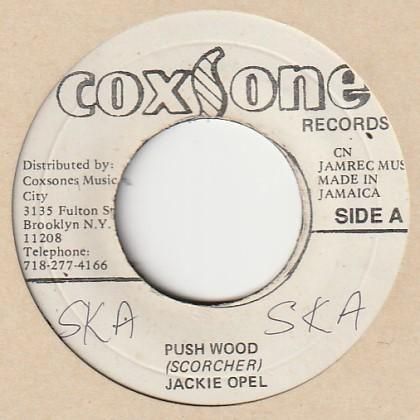 coxsone
RECORDS
Distributed by:
Coxsones Music
City
3135 Fulton St
Brooklyn N.Y.
11208
Telephone:
718-277-4166
CN
JAMREC MUS
MADE IN
JAMAICA
SIDE A
SKA
SKA
PUSH WOOD
(SCORCHER)
JACKIE OPEL